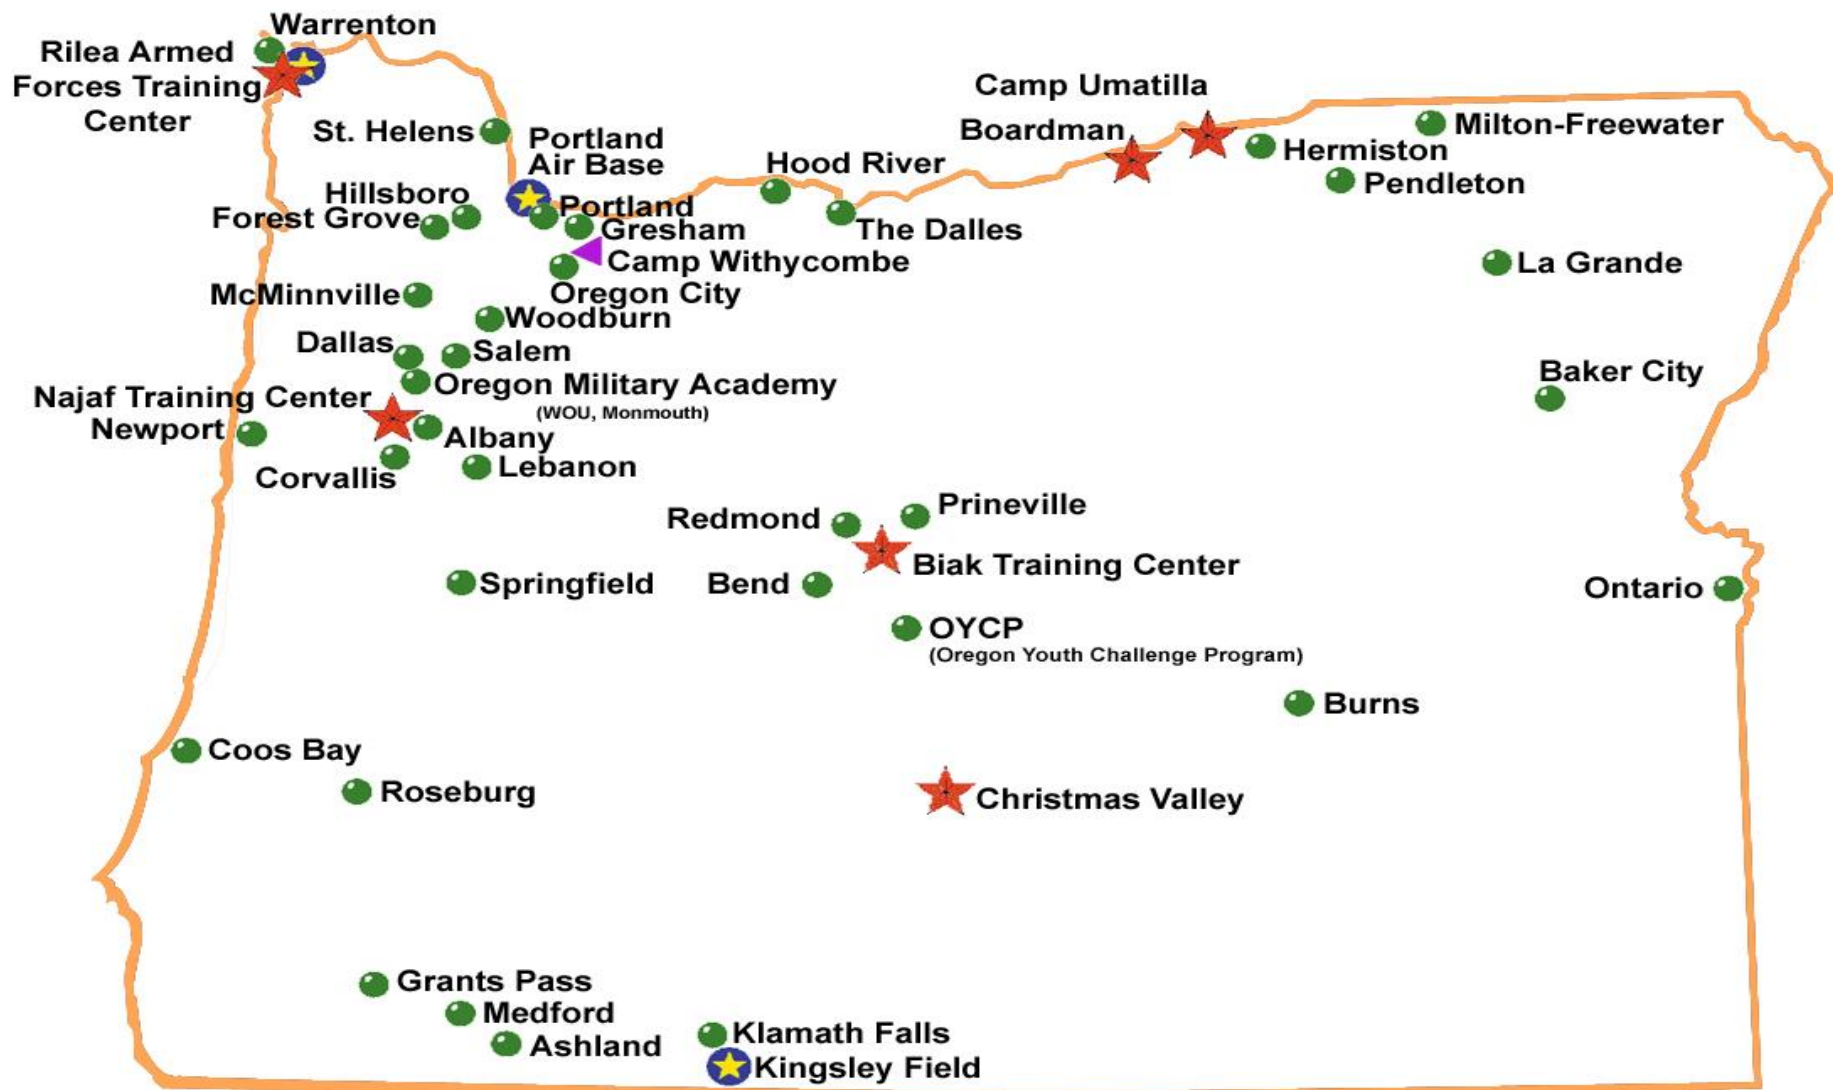 Warrenton
Rilea Armed
Forces Training
Center
Camp Umatilla
St. Helens
Portland
Air Base
Boardman
Milton-Freewater
Hermiston
Hood River
Pendleton
Hillsboro
Forest Grove
Portland
Gresham
The Dalles
Camp Withycombe
La Grande
McMinnville
Oregon City
Woodburn
Dallas
Salem
Baker City
Oregon Military Academy
(WOU, Monmouth)
Najaf Training Center
Newport
Albany
Corvallis
Lebanon
Redmond
Prineville
Biak Training Center
Springfield
Bend
Ontario
OYCP
(Oregon Youth Challenge Program)
Burns
Coos Bay
Roseburg
Christmas Valley
Grants Pass
Medford
Ashland
Klamath Falls
Kingsley Field